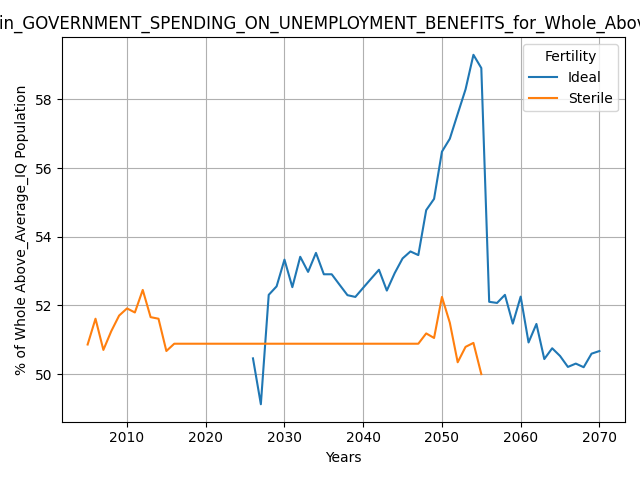 in_GOVERNMENT_SPENDING_ON_UNEMPLOYMENT_BENEFITS_for_Whole_Abov
Fertility
Ideal
Sterile
% of Whole Above_Average_IQ Population
58
56
54
52
50
2010 2020 2030 2040 2050 2060 2070
Years